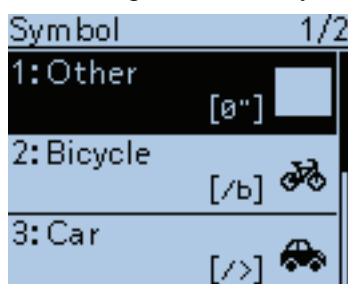 Symbol 1/2
1:Other
[0"]
2:Bicycle
[/b]
3:Car
[/>]